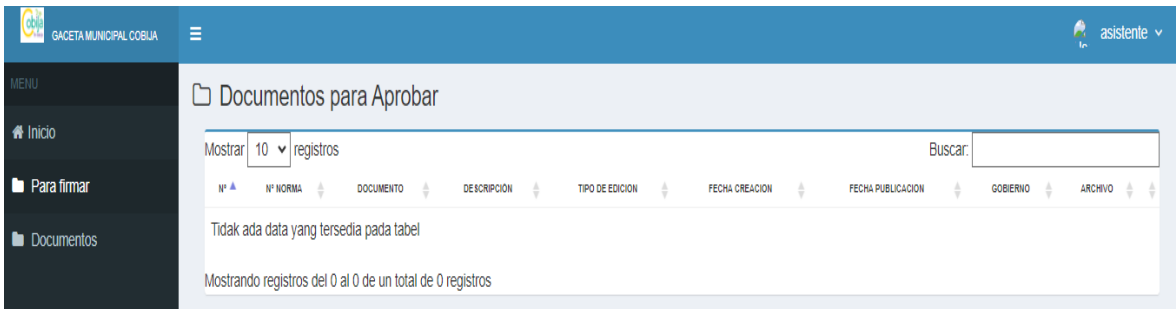 Cobija
GACETA MUNICIPAL COBIJA
asistente
MENU
Inicio
Para firmar
Documentos
Documentos para Aprobar
Mostrar 10 registros
Buscar:
Nº Nº NORMA DOCUMENTO DESCRIPCIÓN TIPO DE EDICION FECHA CREACION FECHA PUBLICACION GOBIERNO ARCHIVO
Tidak ada data yang tersedia pada tabel
Mostrando registros del 0 al 0 de un total de 0 registros